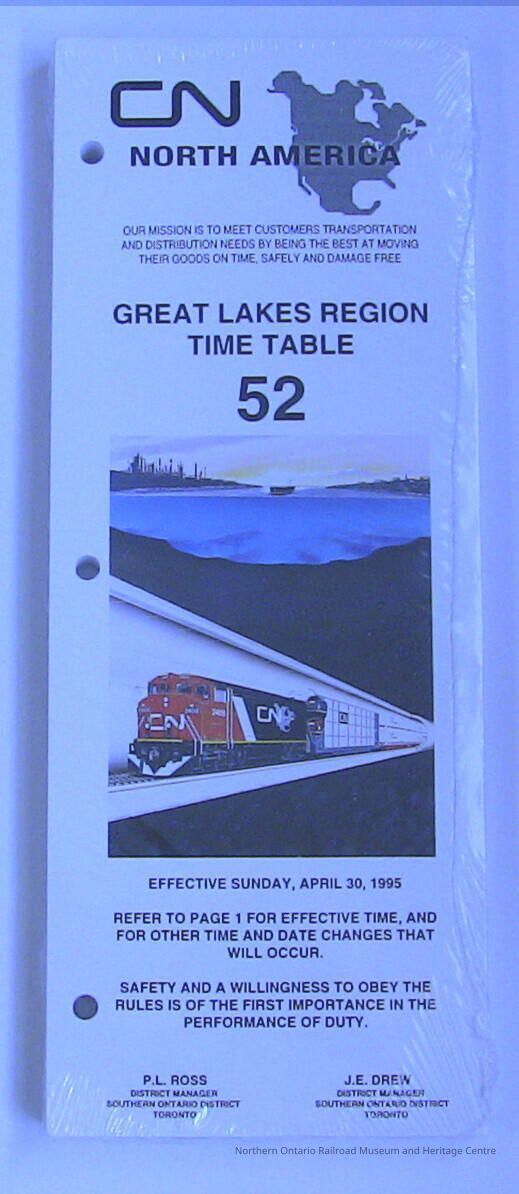 CN
NORTH AMERICA
OUR MISSION IS TO MEET CUSTOMERS TRANSPORTATION
AND DISTRIBUTION NEEDS BY BEING THE BEST AT MOVING
THEIR GOODS ON TIME, SAFELY AND DAMAGE FREE
GREAT LAKES REGION
TIME TABLE
52
CN
CN
EFFECTIVE SUNDAY, APRIL 30, 1995
REFER TO PAGE 1 FOR EFFECTIVE TIME, AND
FOR OTHER TIME AND DATE CHANGES THAT
WILL OCCUR.
SAFETY AND A WILLINGNESS TO OBEY THE
RULES IS OF THE FIRST IMPORTANCE IN THE
PERFORMANCE OF DUTY.
P.L. ROSS
DISTRICT MANAGER
SOUTHERN ONTARIO DISTRICT
TORONTO
J.E. DREW
DISTRICT MANAGER
SOUTHERN ONTARIO DISTRICT
TORONTO
Northern Ontario Railroad Museum and Heritage Centre